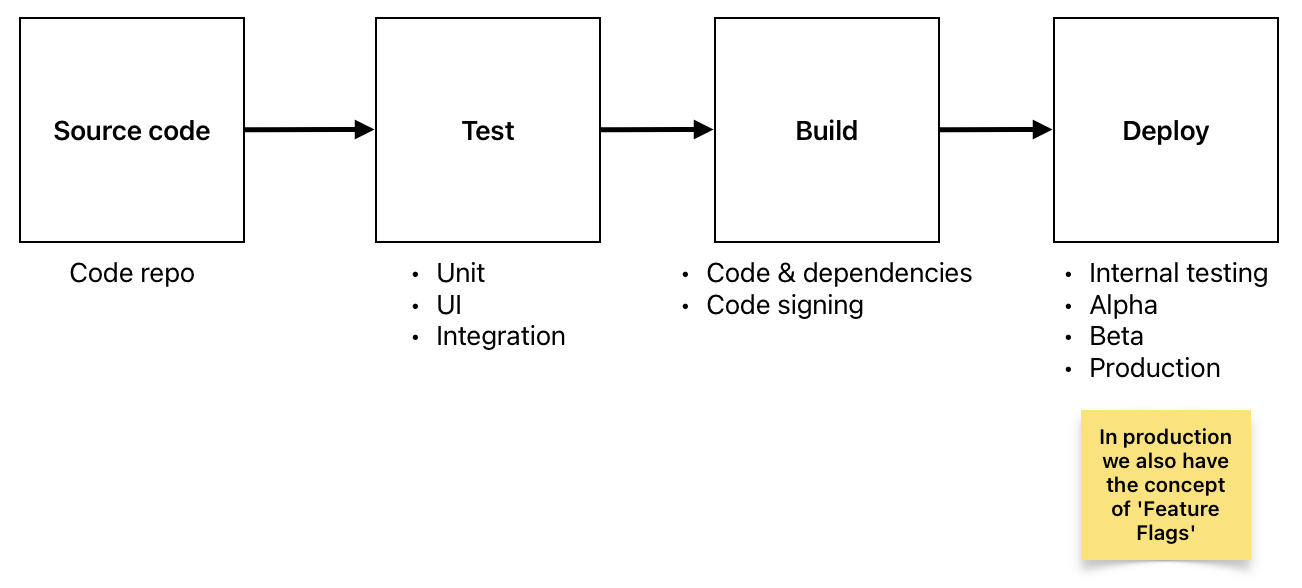 Source code
Test
Build
Deploy
Code repo
• Unit
• UI
• Integration
• Code & dependencies
• Code signing
• Internal testing
• Alpha
• Beta
• Production
In production
we also have
the concept
of 'Feature
Flags'